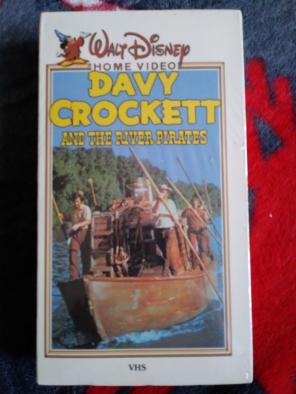 Walt Disney
HOME VIDEO
DAVY
CROCKETT
AND THE RIVER PIRATES
VHS